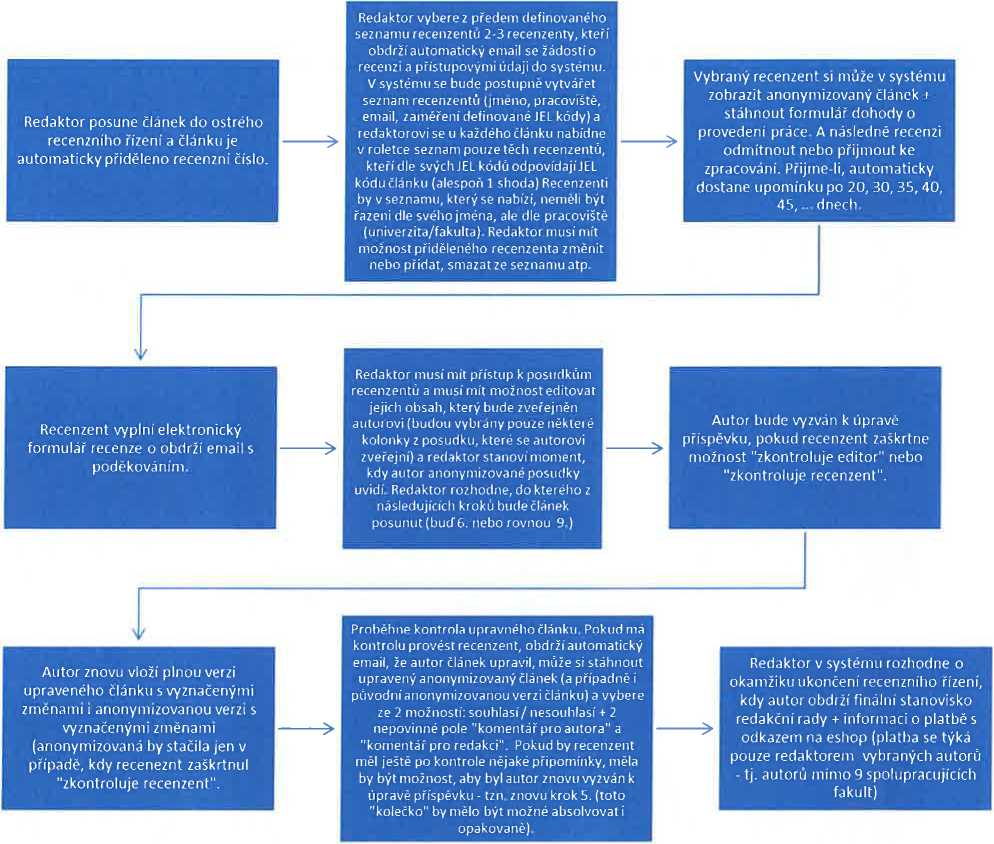 Redaktor posune článek do ostrého
recenzního řízení a článku je
automaticky přiděleno recenzní číslo.
Redaktor vybere z předem definovaného
seznamu recenzentů 2-3 recenzenty, kteří
obdrží automatický email se žádostí o
recenzi a přístupovými údaji do systému.
V systému se bude postupně vytvářet
seznam recenzentů (jméno, pracoviště,
email, zaměření definované JEL kódy) a
redaktorovi se u každého článku nabídne
v roletce seznam pouze těch recenzentů,
kteří dle svých JEL kódů odpovídají JEL
kódu článku (alespoň 1 shoda) Recenzenti
by v seznamu, který se nabízí, neměli být
řazeni dle svého jména, ale dle pracoviště
(univerzita/fakulta). Redaktor musí mít
možnost přiděleného recenzenta změnit
nebo přidat, smazat ze seznamu atp.
Vybraný recenzent si může v systému
zobrazit anonymizovaný článek +
stáhnout formulář dohody o
provedení práce. A následně recenzi
odmítnout nebo přijmout ke
zpracování. Přijme-li, automaticky
dostane upomínku po 20, 30, 35, 40,
45, ... dnech.
Recenzent vyplní elektronický
formulář recenze o obdrží email s
poděkováním.
Redaktor musí mít přístup k posudkům
recenzentů a musí mít možnost editovat
jejich obsah, který bude zveřejněn
autorovi (budou vybrány pouze některé
kolonky z posudku, které se autorovi
zveřejní) a redaktor stanoví moment,
kdy autor anonymizované posudky
uvidí. Redaktor rozhodne, do kterého z
následujících kroků bude článek
posunut (buď 6. nebo rovnou 9.)
Autor bude vyzván k úpravě
příspěvku, pokud recenzent zaškrtne
možnost "zkontroluje editor" nebo
"zkontroluje recenzent".
Autor znovu vloží plnou verzi
upraveného článku s vyznačenými
změnami i anonymizovanou verzi s
vyznačenými změnami
(anonymizovaná by stačila jen v
případě, kdy receneznt zaškrtnul
"zkontroluje recenzent".
Proběhne kontrola upravného článku. Pokud má
kontrolu provést recenzent, obdrží automatický
email, že autor článek upravil, může si stáhnout
upravený anonymizovaný článek (a případně i
původní anonymizovanou verzi článku) a vybere
ze 2 možností: souhlasí / nesouhlasí + 2
nepovinné pole "komentář pro autora" a
"komentář pro redakci". Pokud by recenzent
měl ještě po kontrole nějaké připomínky, měla
by být možnost, aby byl autor znovu vyzván k
úpravě příspěvku - tzn. znovu krok 5. (toto
"kolečko" by mělo být možné absolvovat i
opakovaně).
Redaktor v systému rozhodne o
okamžiku ukončení recenzního řízení,
kdy autor obdrží finální stanovisko
redakční rady + informaci o platbě s
odkazem na eshop (platba se týká
pouze redaktorem vybraných autorů
- tj. autorů mimo 9 spolupracujících
fakult)